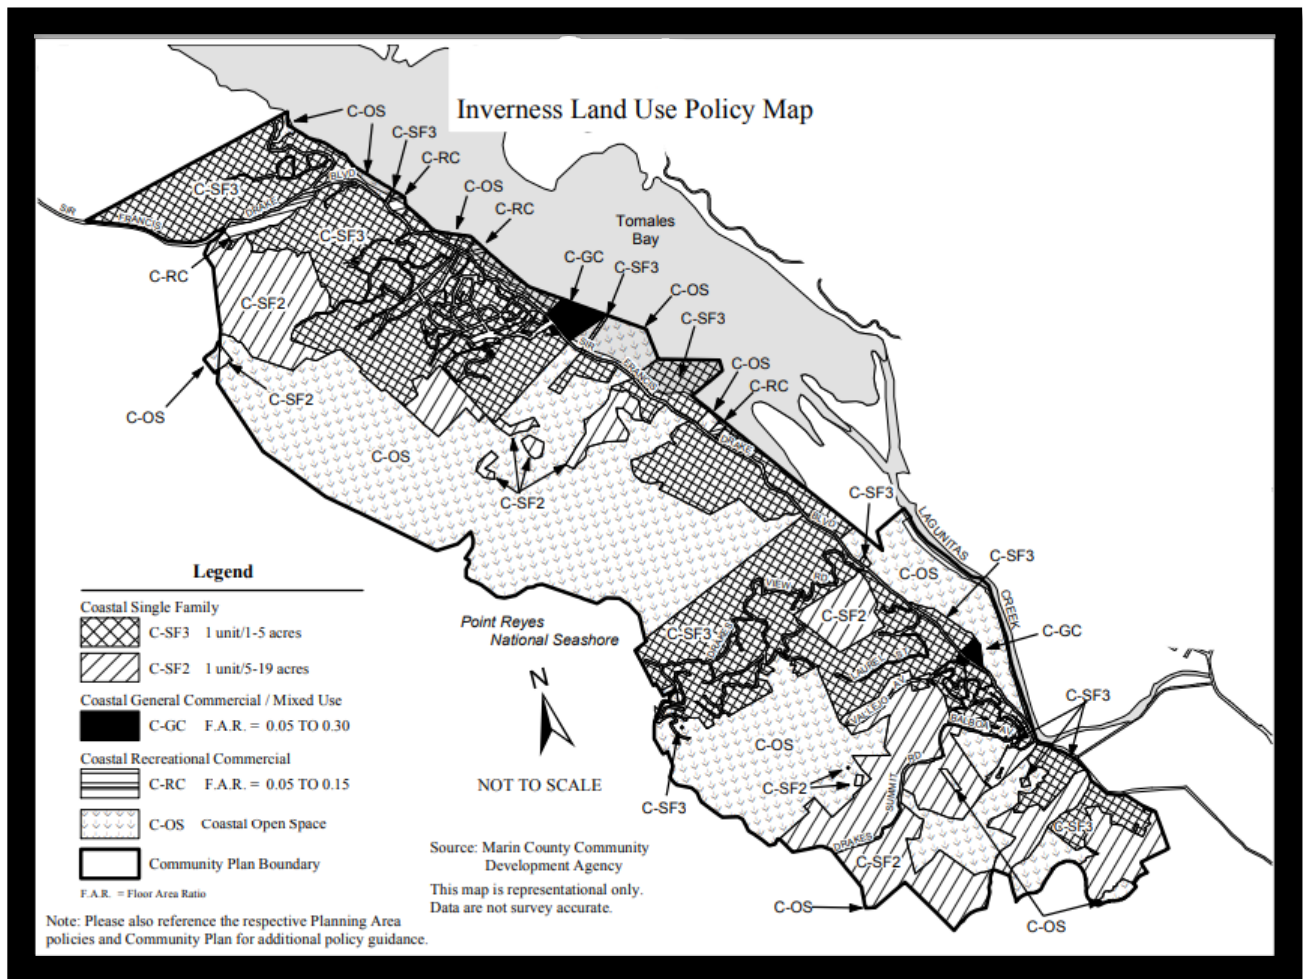 Inverness Land Use Policy Map
C-OS
C-SF3
C-RC
C-OS
C-RC
C-SF3
SIR
FRANCIS
DRAKE
BLVD
C-SF3
Tomales
Bay
C-RC
C-GC
C-SF3
C-OS
C-SF3
C-SF2
SIR
FRANCIS
C-OS
C-RC
C-OS
C-SF2
DRAKE
C-OS
C-SF2
C-SF3
BLVD
LAGUNITAS
CREEK
C-SF3
C-OS
VIEW
RD
C-SF2
C-GC
Point Reyes
National Seashore
C-SF3
DRAKES
LAUREL ST
VALLEJO AV
C-SF3
BALBOA AV
N
NOT TO SCALE
C-OS
C-SF2
SUMMIT
RD
C-SF3
DRAKES
C-SF3
C-SF2
C-OS
C-OS
Legend
Coastal Single Family
C-SF3 1 unit/1-5 acres
C-SF2 1 unit/5-19 acres
Coastal General Commercial / Mixed Use
C-GC F.A.R. = 0.05 TO 0.30
Coastal Recreational Commercial
C-RC F.A.R. = 0.05 TO 0.15
C-OS Coastal Open Space
Community Plan Boundary
F.A.R. = Floor Area Ratio
Note: Please also reference the respective Planning Area
policies and Community Plan for additional policy guidance.
Source: Marin County Community
Development Agency
This map is representational only.
Data are not survey accurate.